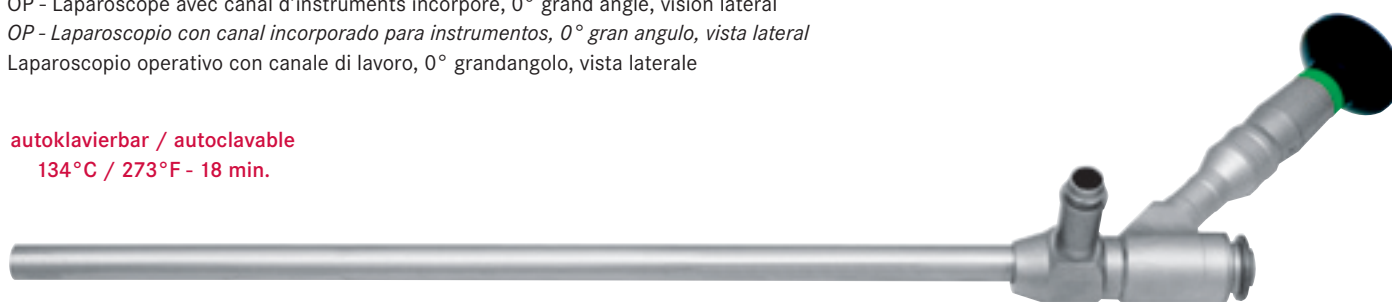 OP - Laparoscope avec canal d'instruments incorporé, 0° grand angle, vision latéral
OP - Laparoscopio con canal incorporado para instrumentos, 0° gran angulo, vista lateral
Laparoscopio operativo con canale di lavoro, 0° grandangolo, vista laterale
autoklavierbar / autoclavable
134°C / 273°F - 18 min.